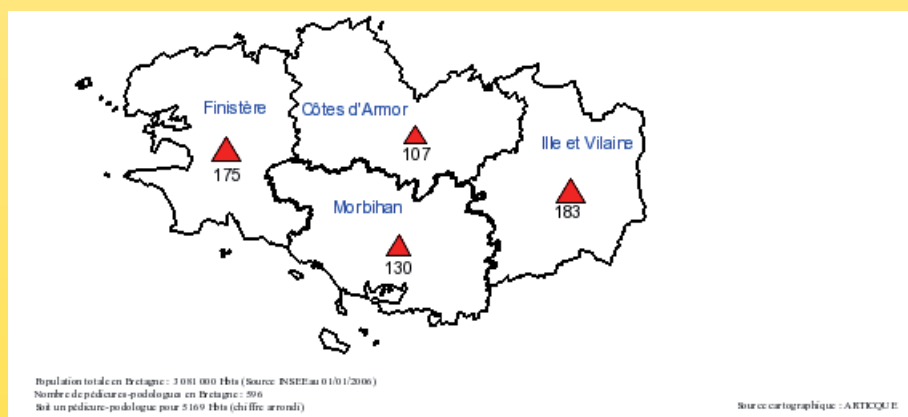 Finistère
Côtes d'Armor
Ille et Vilaine
107
175
Morbihan
183
130
Population totale en Bretagne : 3 081 000 Hbts (Source INSEE au 01/01/2006)
Nombre de pédicures-podologues en Bretagne : 596
Soit un pédicure-podologue pour 5169 Hbts (chiffre arrondi)
Source cartographique : ARTICQUE